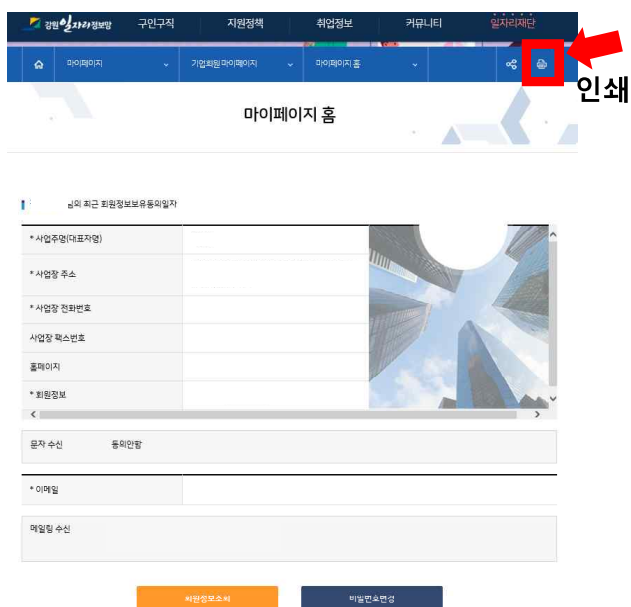 강원일자리정보망 구인구직 지원정책 취업정보 커뮤니티 일자리재단
마이페이지 기업회원마이페이지 마이페이지 홈
인쇄
마이페이지 홈
님의 최근 회원정보보유동의일자
* 사업주명(대표자명)
* 사업장 주소
* 사업장 전화번호
사업장 팩스번호
홈페이지
* 회원정보
문자 수신 동의안함
* 이메일
메일링 수신
회원정보조회 비밀번호변경